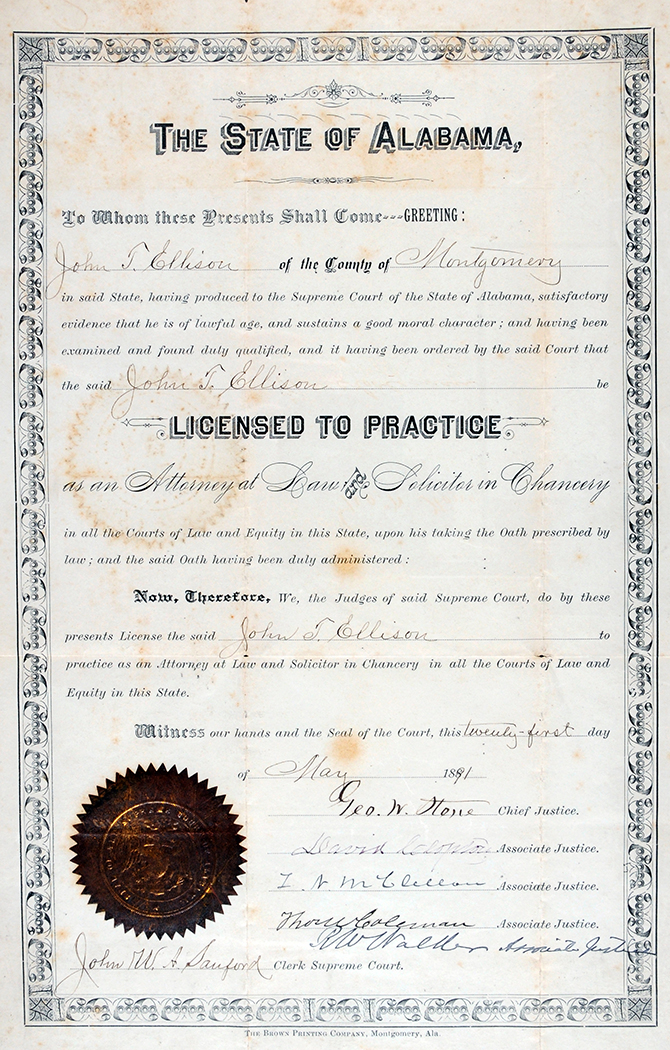 THE STATE OF ALABAMA,
To Whom these Presents Shall Come---GREETING:
John T. Ellison of the County of Montgomery
in said State, having produced to the Supreme Court of the State of Alabama, satisfactory
evidence that he is of lawful age, and sustains a good moral character; and having been
examined and found duly qualified, and it having been ordered by the said Court that
the said John T. Ellison be
LICENSED TO PRACTICE
as an Attorney at Law and Solicitor in Chancery
in all the Courts of Law and Equity in this State, upon his taking the Oath prescribed by
law; and the said Oath having been duly administered:
Now, Therefore, We, the Judges of said Supreme Court, do by these
presents License the said John T. Ellison to
practice as an Attorney at Law and Solicitor in Chancery in all the Courts of Law and
Equity in this State.
Witness our hands and the Seal of the Court, this twenty-first day
of May 1891
Geo. W. Stone Chief Justice.
David Clopton Associate Justice.
T. N. McClellan Associate Justice.
Thos. W. Coleman Associate Justice.
R W Walker Associate Justice
John W. A. Sanford Clerk Supreme Court.
THE BROWN PRINTING COMPANY, Montgomery, Ala.